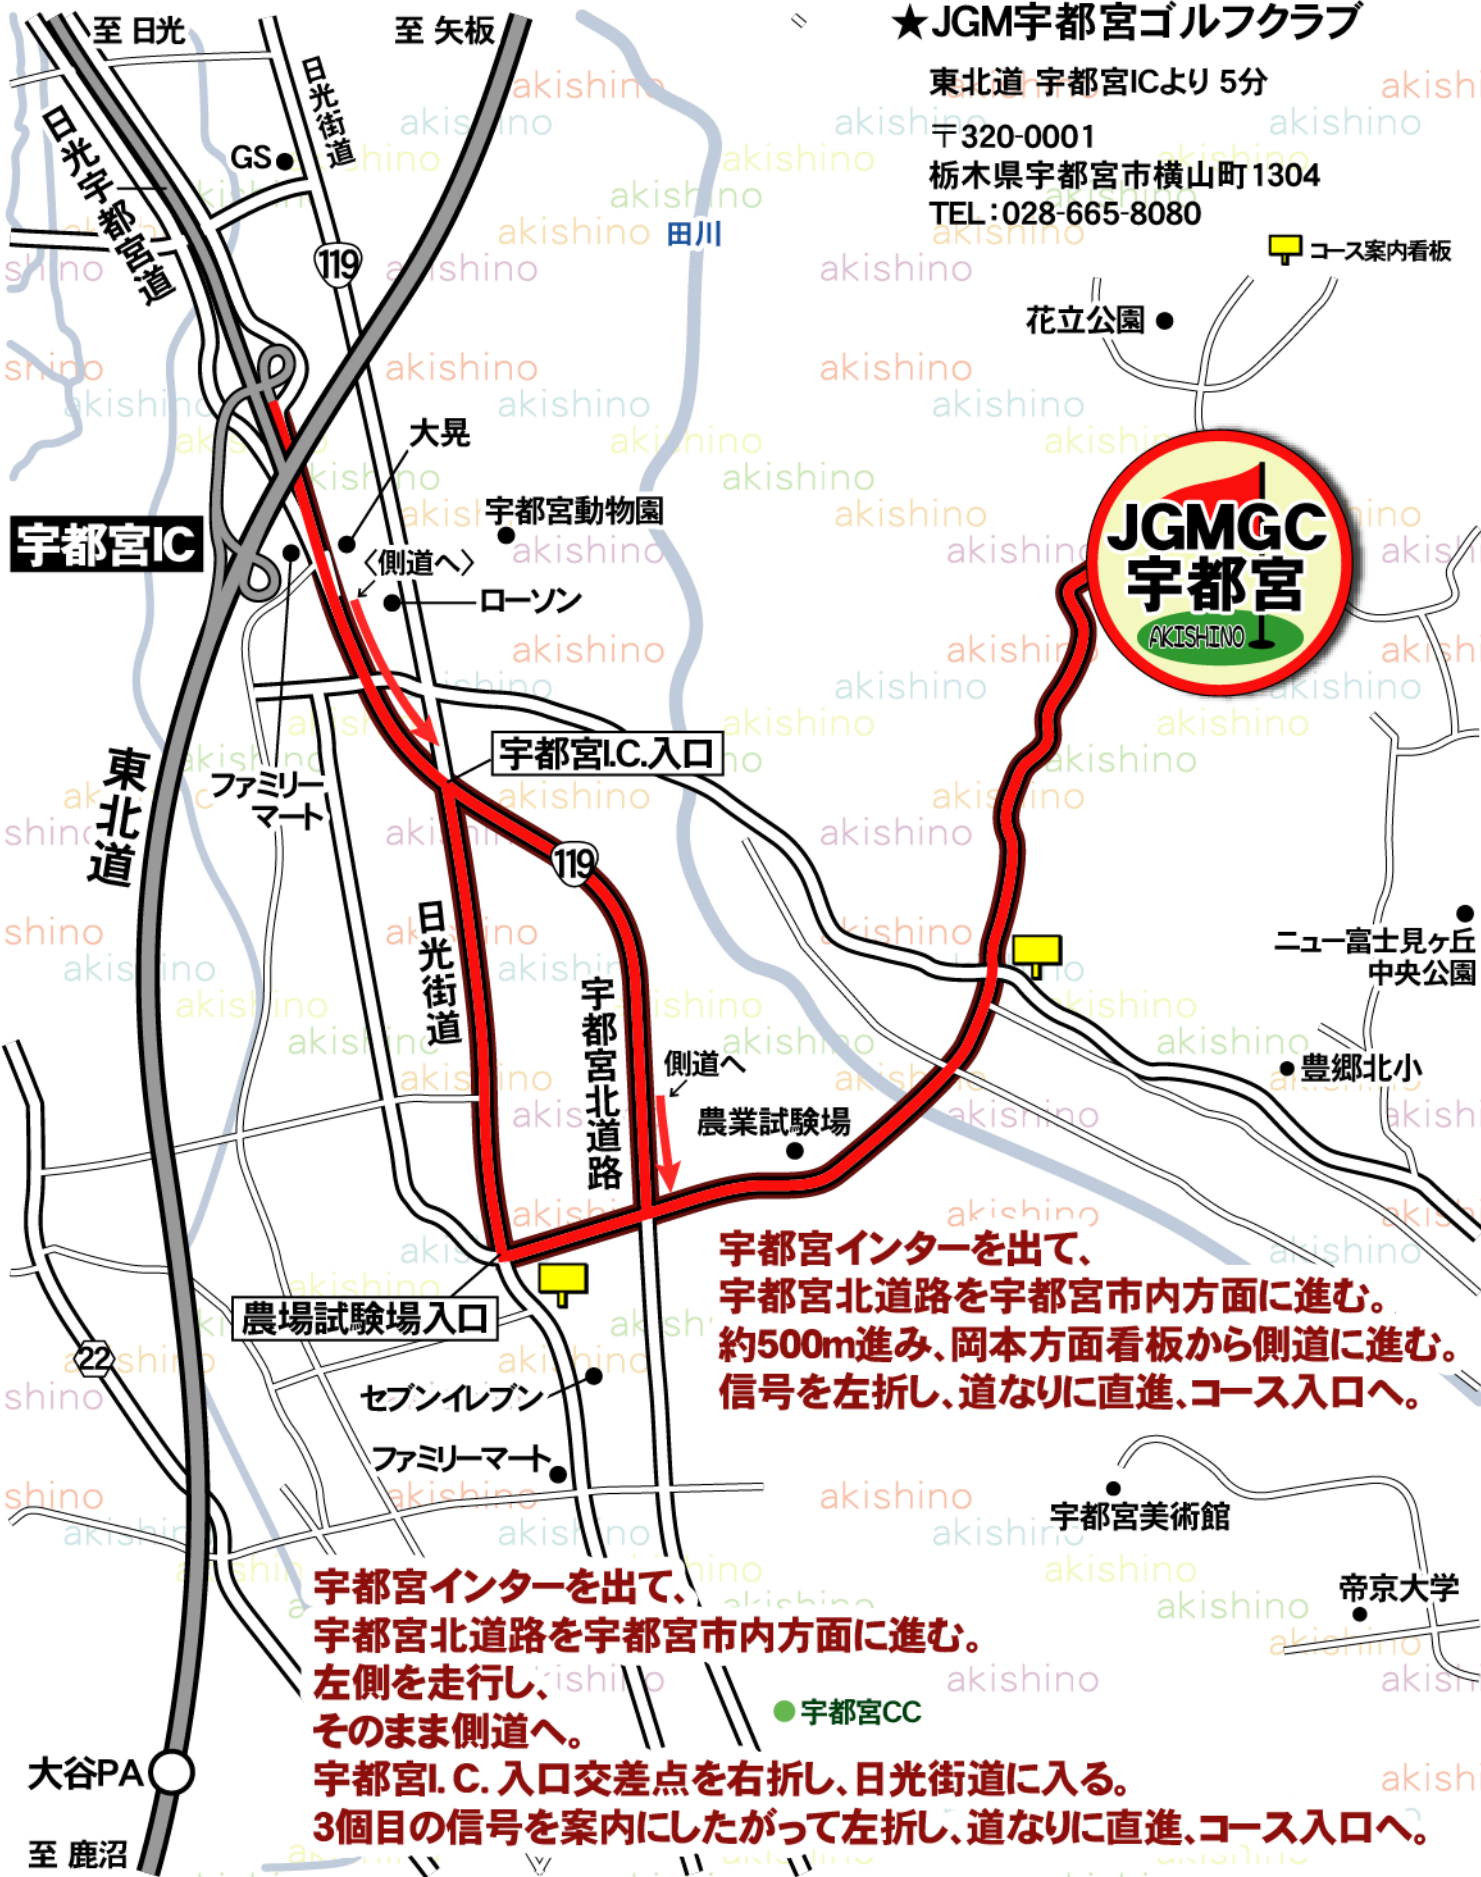 ★JGM宇都宮ゴルフクラブ
東北道 宇都宮ICより 5分
〒320-0001
栃木県宇都宮市横山町1304
TEL:028-665-8080
コース案内看板
至 日光
至 矢板
日光街道
日光宇都宮道
GS
119
田川
花立公園
大晃
宇都宮動物園
宇都宮IC
〈側道へ〉
ローソン
JGMGC
宇都宮
AKISHINO
宇都宮I.C.入口
ファミリー
マート
東北道
119
日光街道
宇都宮北道路
側道へ
農業試験場
ニュー富士見ヶ丘
中央公園
豊郷北小
農場試験場入口
22
セブンイレブン
ファミリーマート
宇都宮インターを出て、
宇都宮北道路を宇都宮市内方面に進む。
約500m進み、岡本方面看板から側道に進む。
信号を左折し、道なりに直進、コース入口へ。
宇都宮美術館
帝京大学
宇都宮インターを出て、
宇都宮北道路を宇都宮市内方面に進む。
左側を走行し、
そのまま側道へ。
宇都宮I.C.入口交差点を右折し、日光街道に入る。
3個目の信号を案内にしたがって左折し、道なりに直進、コース入口へ。
宇都宮CC
大谷PA
至 鹿沼
akishino